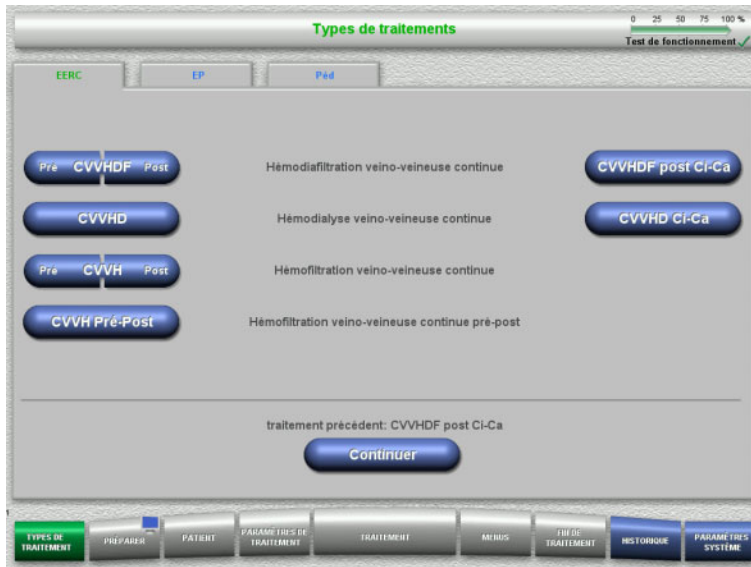 Types de traitements
0 25 50 75 100 %
Test de fonctionnement
EERC EP Péd
Pré CVVHDF Post Hémodiafiltration veino-veineuse continue CVVHDF post Ci-Ca
CVVHD Hémodialyse veino-veineuse continue CVVHD Ci-Ca
Pré CVVH Post Hémofiltration veino-veineuse continue
CVVH Pré-Post Hémofiltration veino-veineuse continue pré-post
traitement précédent: CVVHDF post Ci-Ca
Continuer
1
TYPES DE TRAITEMENT
PRÉPARER
PATIENT
PARAMÈTRES DE TRAITEMENT
TRAITEMENT
MENUS
FIN DE TRAITEMENT
HISTORIQUE
PARAMÈTRES SYSTÈME